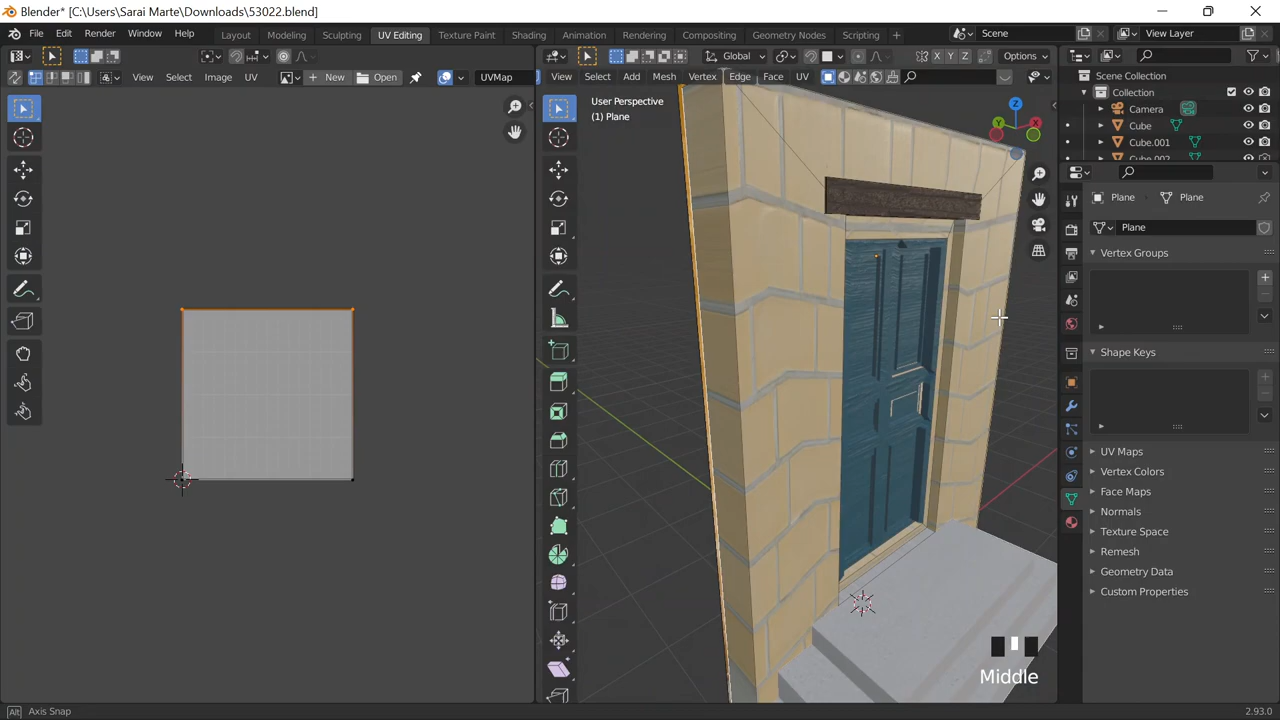 Blender* [C:\Users\Sarai Marte\Downloads\53022.blend]
File Edit Render Window Help Layout Modeling Sculpting UV Editing Texture Paint Shading Animation Rendering Compositing Geometry Nodes Scripting + Scene View Layer
Global Options
View Select Image UV New Open UVMap View Select Add Mesh Vertex Edge Face UV
X Y Z
Scene Collection
Collection
Camera
Cube
Cube.001
Cube.002
User Perspective
(1) Plane
Z
Y
X
Plane Plane
Plane
Vertex Groups
Shape Keys
UV Maps
Vertex Colors
Face Maps
Normals
Texture Space
Remesh
Geometry Data
Custom Properties
Middle
Alt Axis Snap 2.93.0